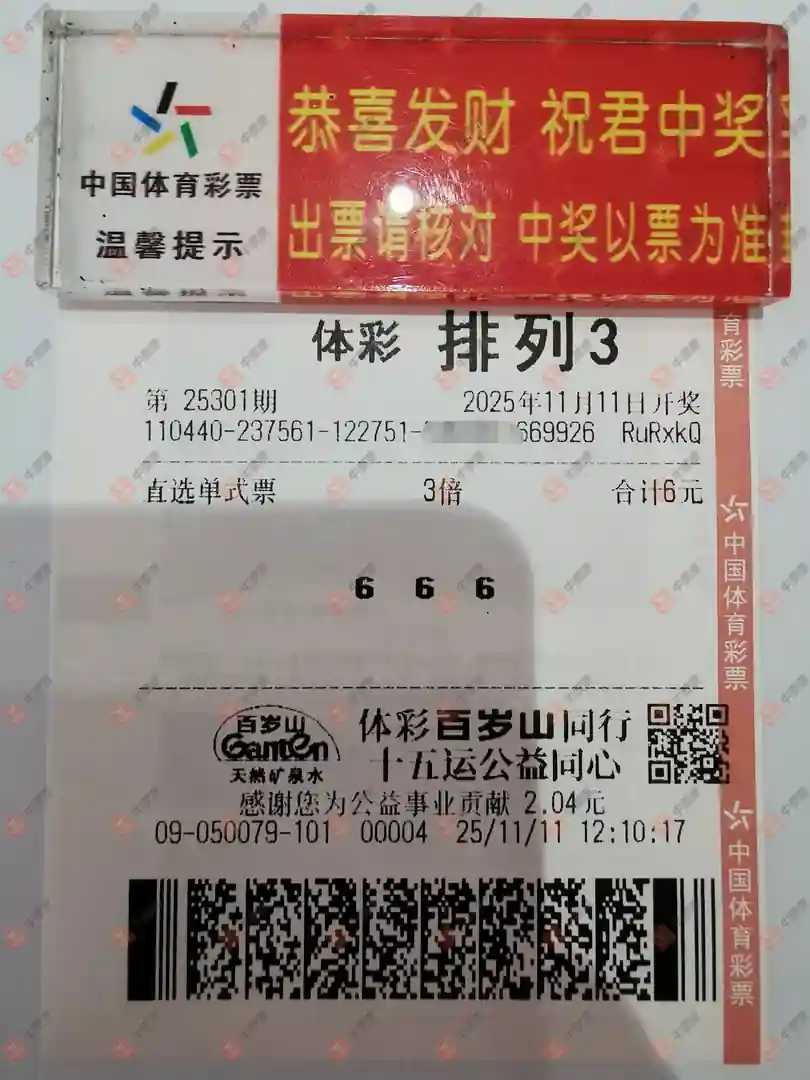 恭喜发财 祝君中奖
中国体育彩票
温馨提示
出票请核对 中奖以票为准
体彩 排列3
育彩票
第 25301期 2025年11月11日开奖
110440-237561-122751- 669926 RuRxkQ
直选单式票 3倍 合计6元
中国体育彩票
6 6 6
百岁山
Ganten
天然矿泉水
体彩百岁山同行
十五运公益同心
感谢您为公益事业贡献 2.04元
09-050079-101 00004 25/11/11 12:10:17
中国体育彩票